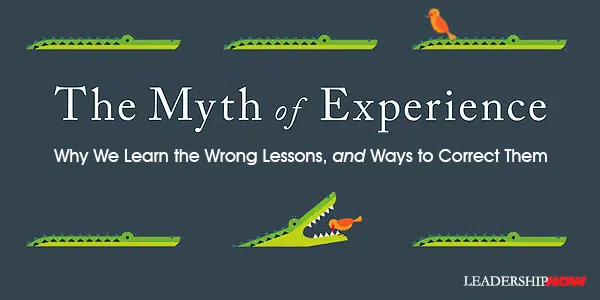 The Myth of Experience
Why We Learn the Wrong Lessons, and Ways to Correct Them
LEADERSHIPNOW